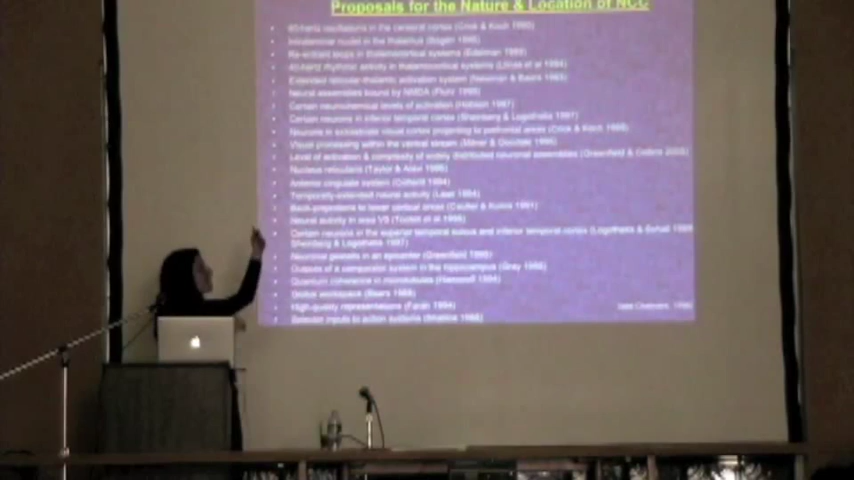 Proposals for the Nature & Location of NCC
40-hertz oscillations in the cerebral cortex (Crick & Koch 1990)
Intralaminar nuclei in the thalamus (Bogen 1995)
Re-entrant loops in thalamocortical systems (Edelman 1989)
40-hertz rhythmic activity in thalamocortical systems (Llinas et al 1994)
Extended reticular-thalamic activation system (Newman & Baars 1993)
Neural assemblies bound by NMDA (Flohr 1995)
Certain neurochemical levels of activation (Hobson 1997)
Certain neurons in inferior temporal cortex (Sheinberg & Logothetis 1997)
Neurons in extrastriate visual cortex projecting to prefrontal areas (Crick & Koch 1995)
Visual processing within the ventral stream (Milner & Goodale 1995)
Level of activation & complexity of widely distributed neuronal assemblies (Greenfield &
Nucleus reticularis (Taylor &
Anterior cingulate system
Temporally-extended neural activity (Libet 1994)
Back-projections to lower cortical areas (Cauller & Kulics 1991)
Neural activity in area V5 (Tootell et al 1995)
Certain neurons in the superior temporal sulcus and inferior temporal cortex (Logothetis & Schall 1989
Sheinberg & Logothetis 1997)
Neuronal gestalts in an epicenter (Greenfield 1995)
Outputs of a comparator system in the hippocampus (Gray 1995)
Quantum coherence in microtubules (Hameroff 1994)
Global workspace (Baars 1988)
High-quality representations (Farah 1994)
Selector inputs to action systems (Shallice 1988)
Chalmers, 1998)